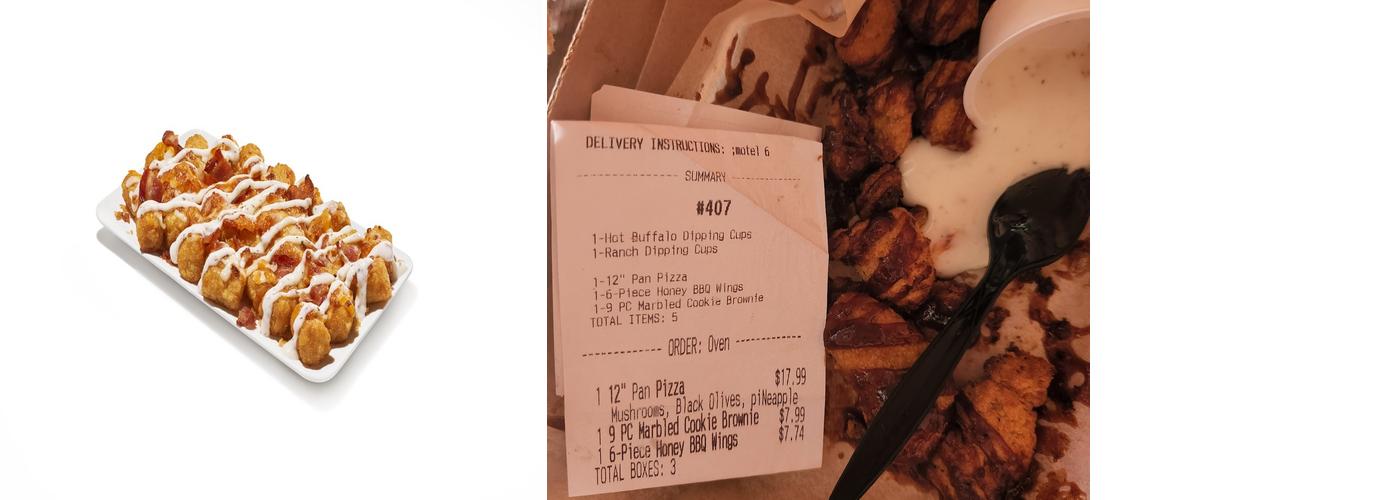 DELIVERY INSTRUCTIONS: ;motel 6
-------------------- SUMMARY --------------------
#407
1-Hot Buffalo Dipping Cups
1-Ranch Dipping Cups
1-12" Pan Pizza
1-6-Piece Honey BBQ Wings
1-9 PC Marbled Cookie Brownie
TOTAL ITEMS: 5
------------ ORDER: Oven ------------
1 12" Pan Pizza $17.99
Mushrooms, Black Olives, piNeapple
1 9 PC Marbled Cookie Brownie $7.99
1 6-Piece Honey BBQ Wings $7.74
TOTAL BOXES: 3